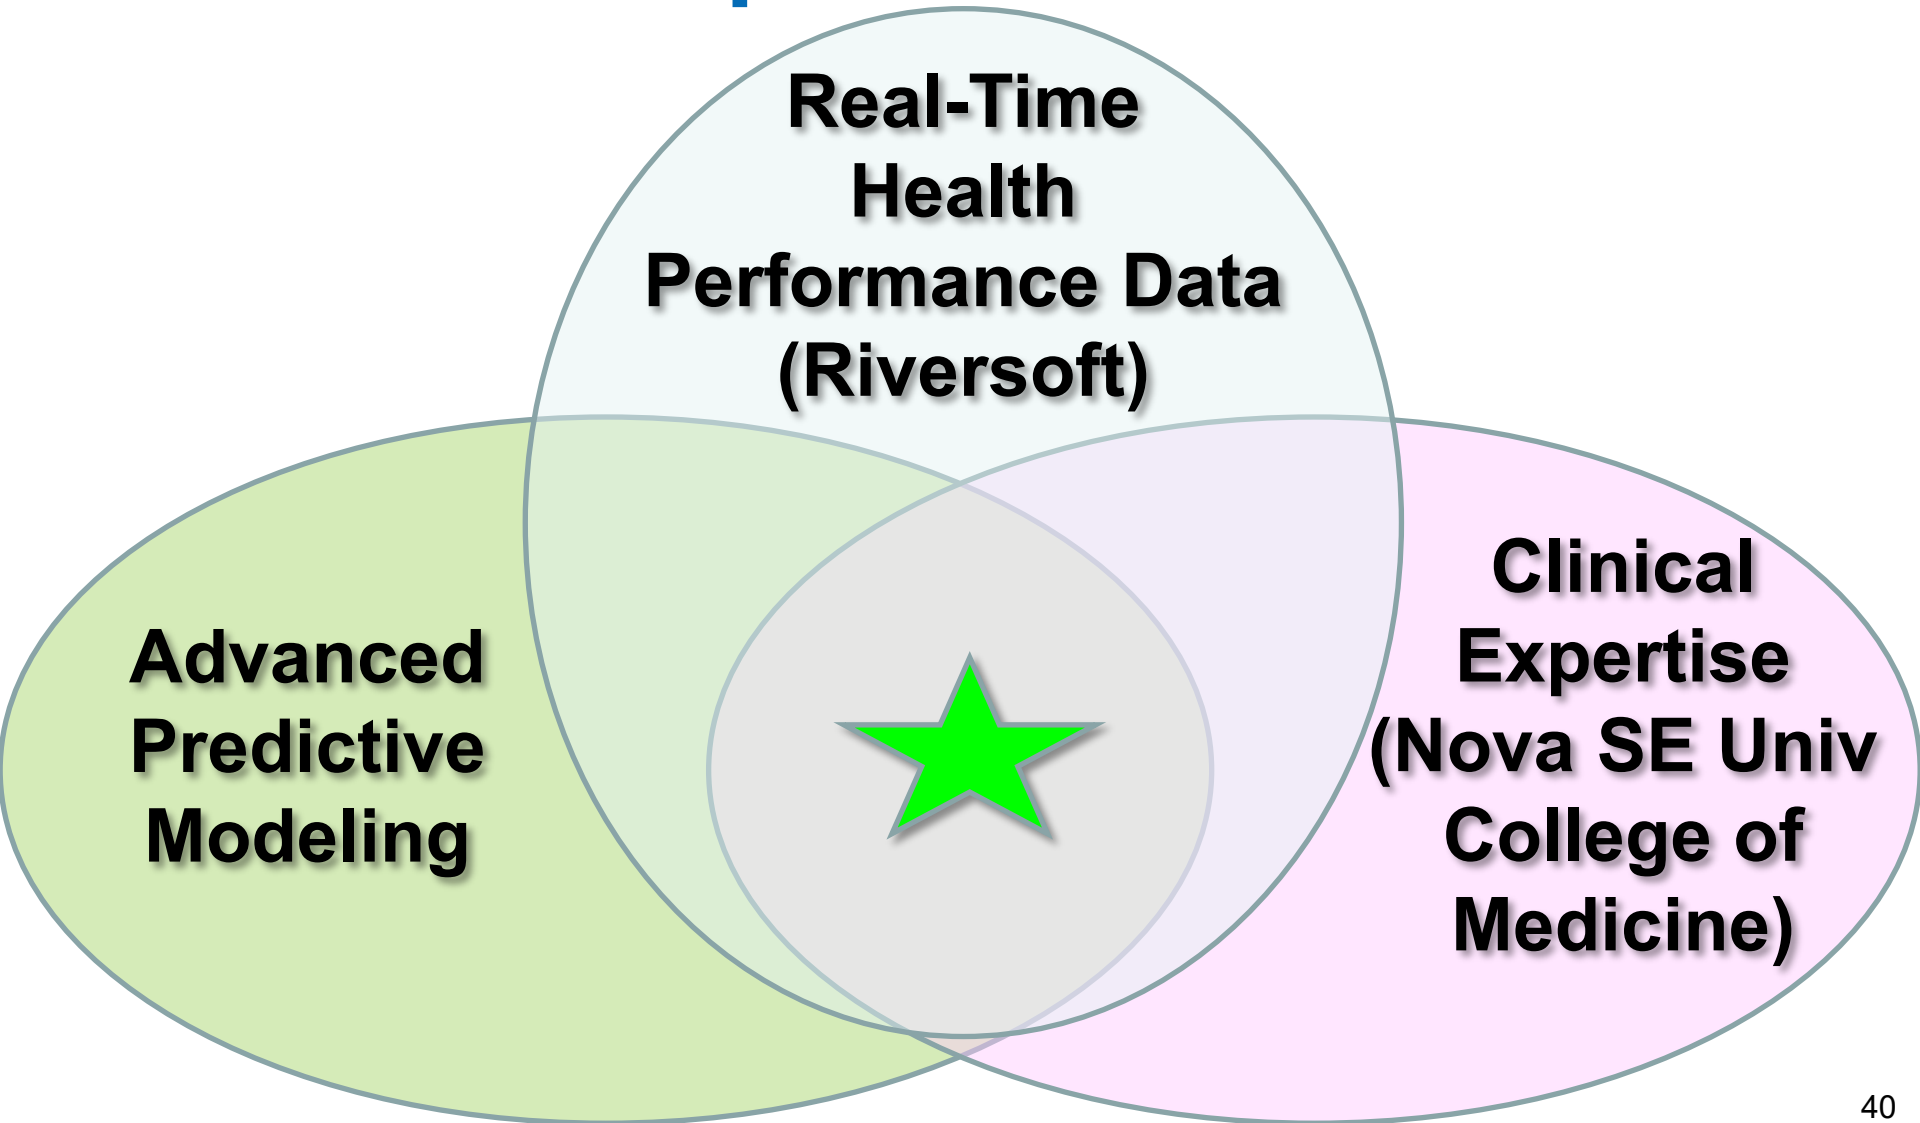 Real-Time
Health
Performance Data
(Riversoft)
Advanced
Predictive
Modeling
Clinical
Expertise
(Nova SE Univ
College of
Medicine)
40